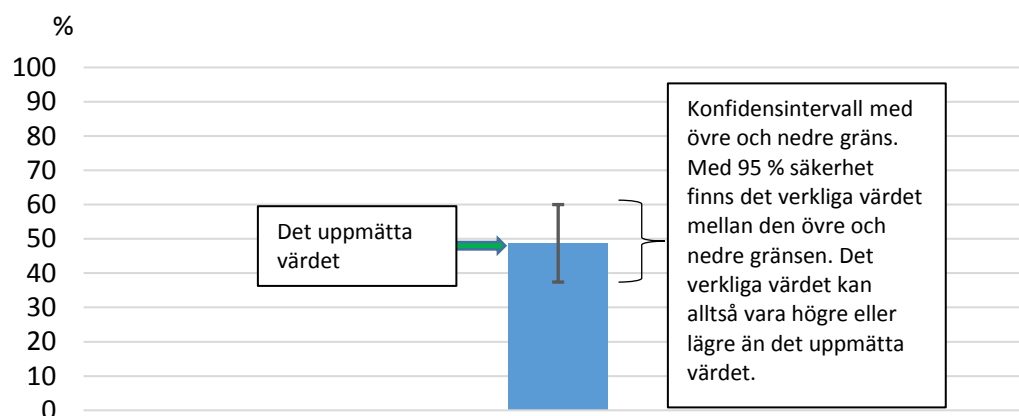 %
100
90
80
70
60
50
40
30
20
10
0
Det uppmätta
värdet
Konfidensintervall med
övre och nedre gräns.
Med 95 % säkerhet
finns det verkliga värdet
mellan den övre och
nedre gränsen. Det
verkliga värdet kan
alltså vara högre eller
lägre än det uppmätta
värdet.